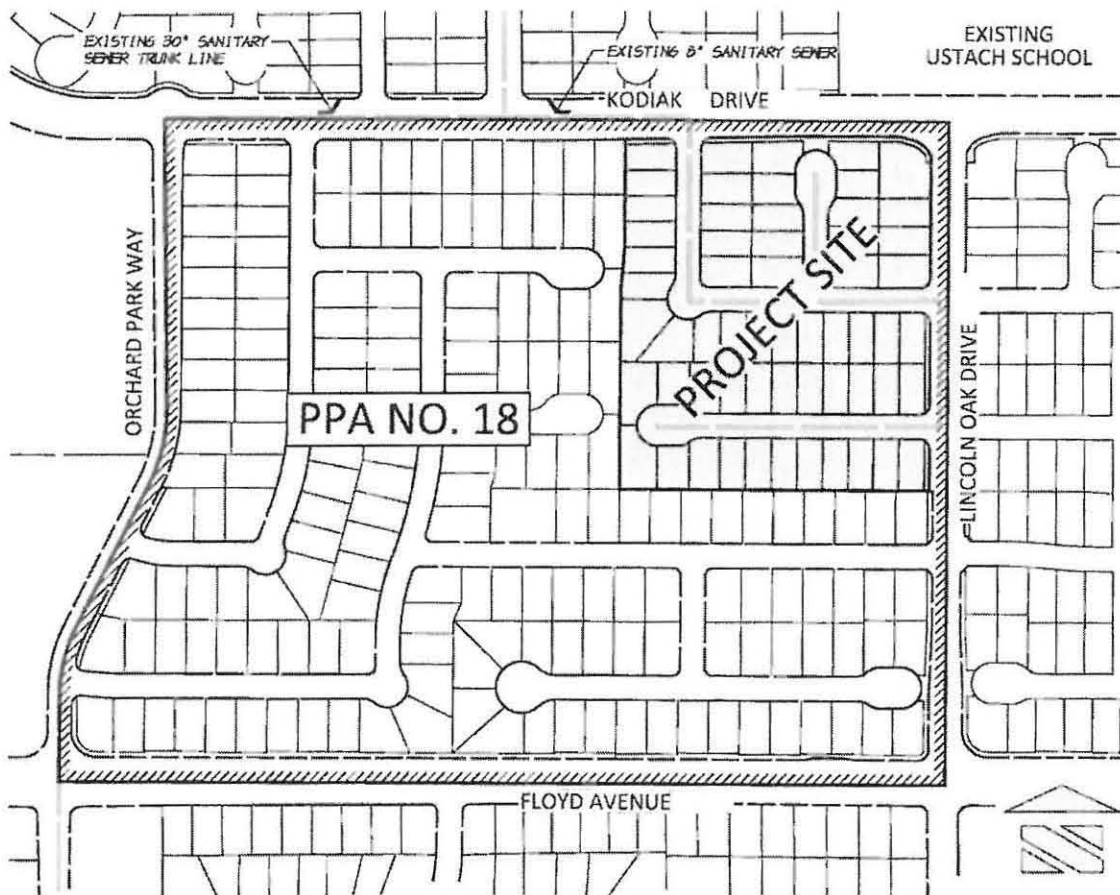 EXISTING 30" SANITARY
SEWER TRUNK LINE
EXISTING 8" SANITARY SEWER
EXISTING
USTACH SCHOOL
KODIAK DRIVE
ORCHARD PARK WAY
PROJECT SITE
PPA NO. 18
LINCOLN OAK DRIVE
FLOYD AVENUE